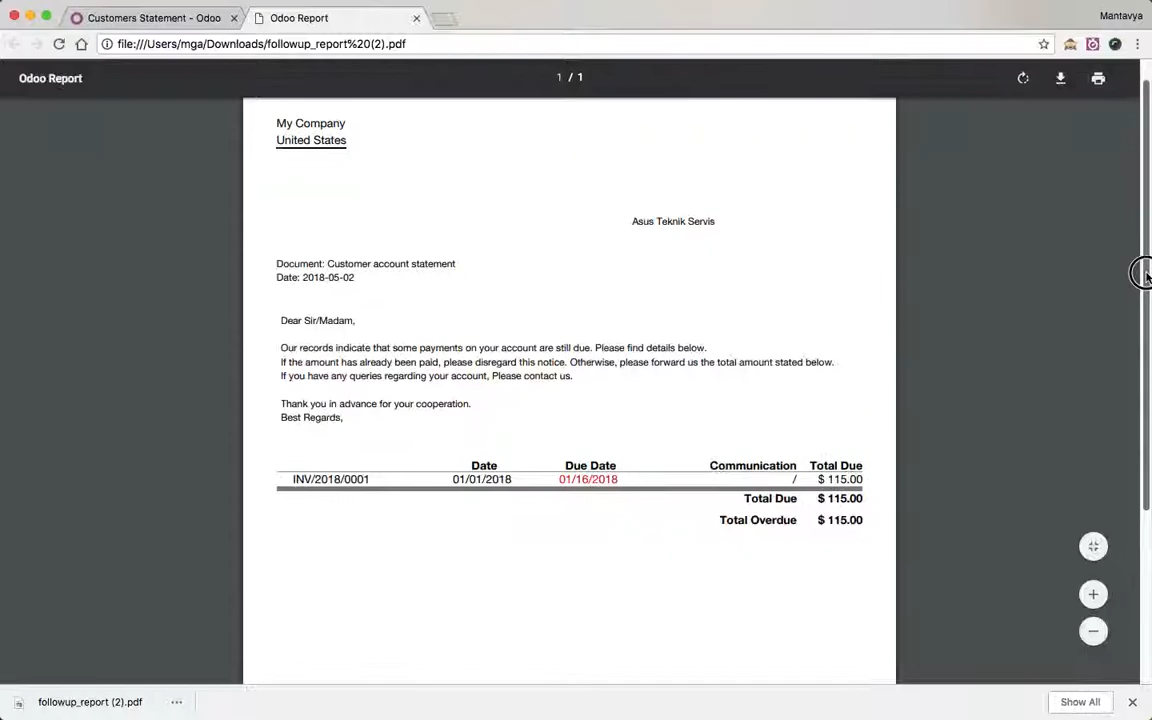 Customers Statement - Odoo
Odoo Report
Mantavya
file:///Users/mga/Downloads/followup_report%20(2).pdf
Odoo Report
1 / 1
My Company
United States
Asus Teknik Servis
Document: Customer account statement
Date: 2018-05-02
Dear Sir/Madam,
Our records indicate that some payments on your account are still due. Please find details below.
If the amount has already been paid, please disregard this notice. Otherwise, please forward us the total amount stated below.
If you have any queries regarding your account, Please contact us.
Thank you in advance for your cooperation.
Best Regards,
Date Due Date Communication Total Due
INV/2018/0001 01/01/2018 01/16/2018 / $ 115.00
Total Due $ 115.00
Total Overdue $ 115.00
followup_report (2).pdf
Show All